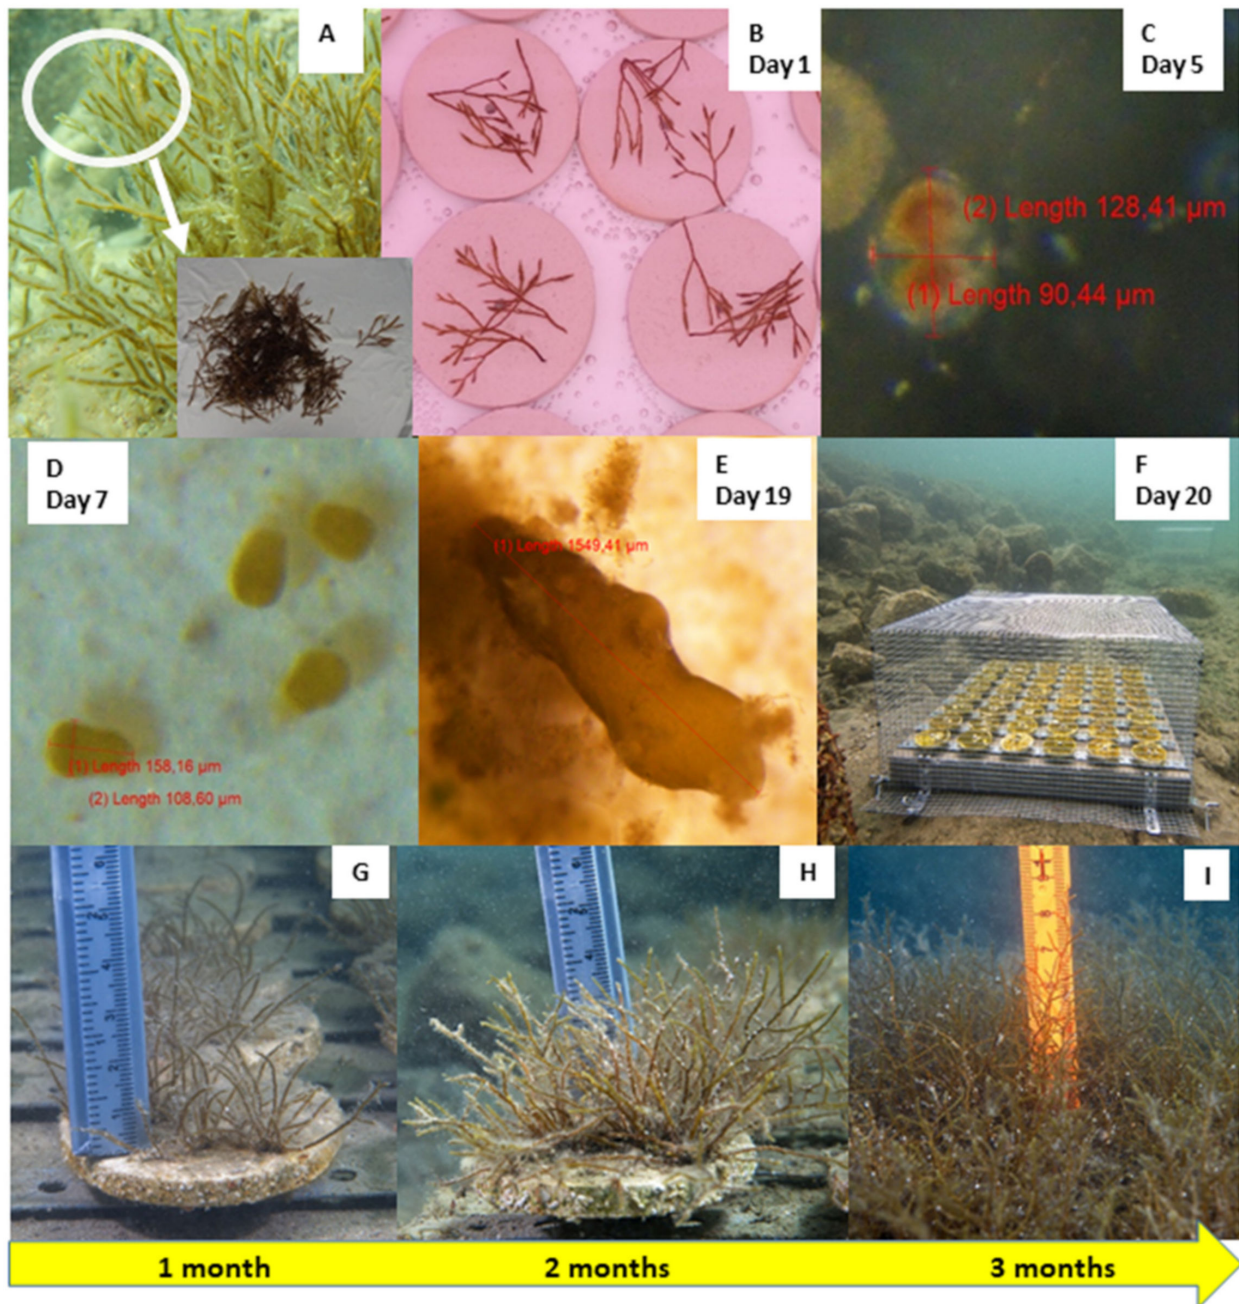 A
B
Day 1
C
Day 5
(2) Length 128,41 µm
(1) Length 90,44 µm
D
Day 7
(1) Length 158,16 µm
(2) Length 108,60 µm
E
Day 19
(1) Length 1549,41 µm
F
Day 20
G
H
I
1 month
2 months
3 months